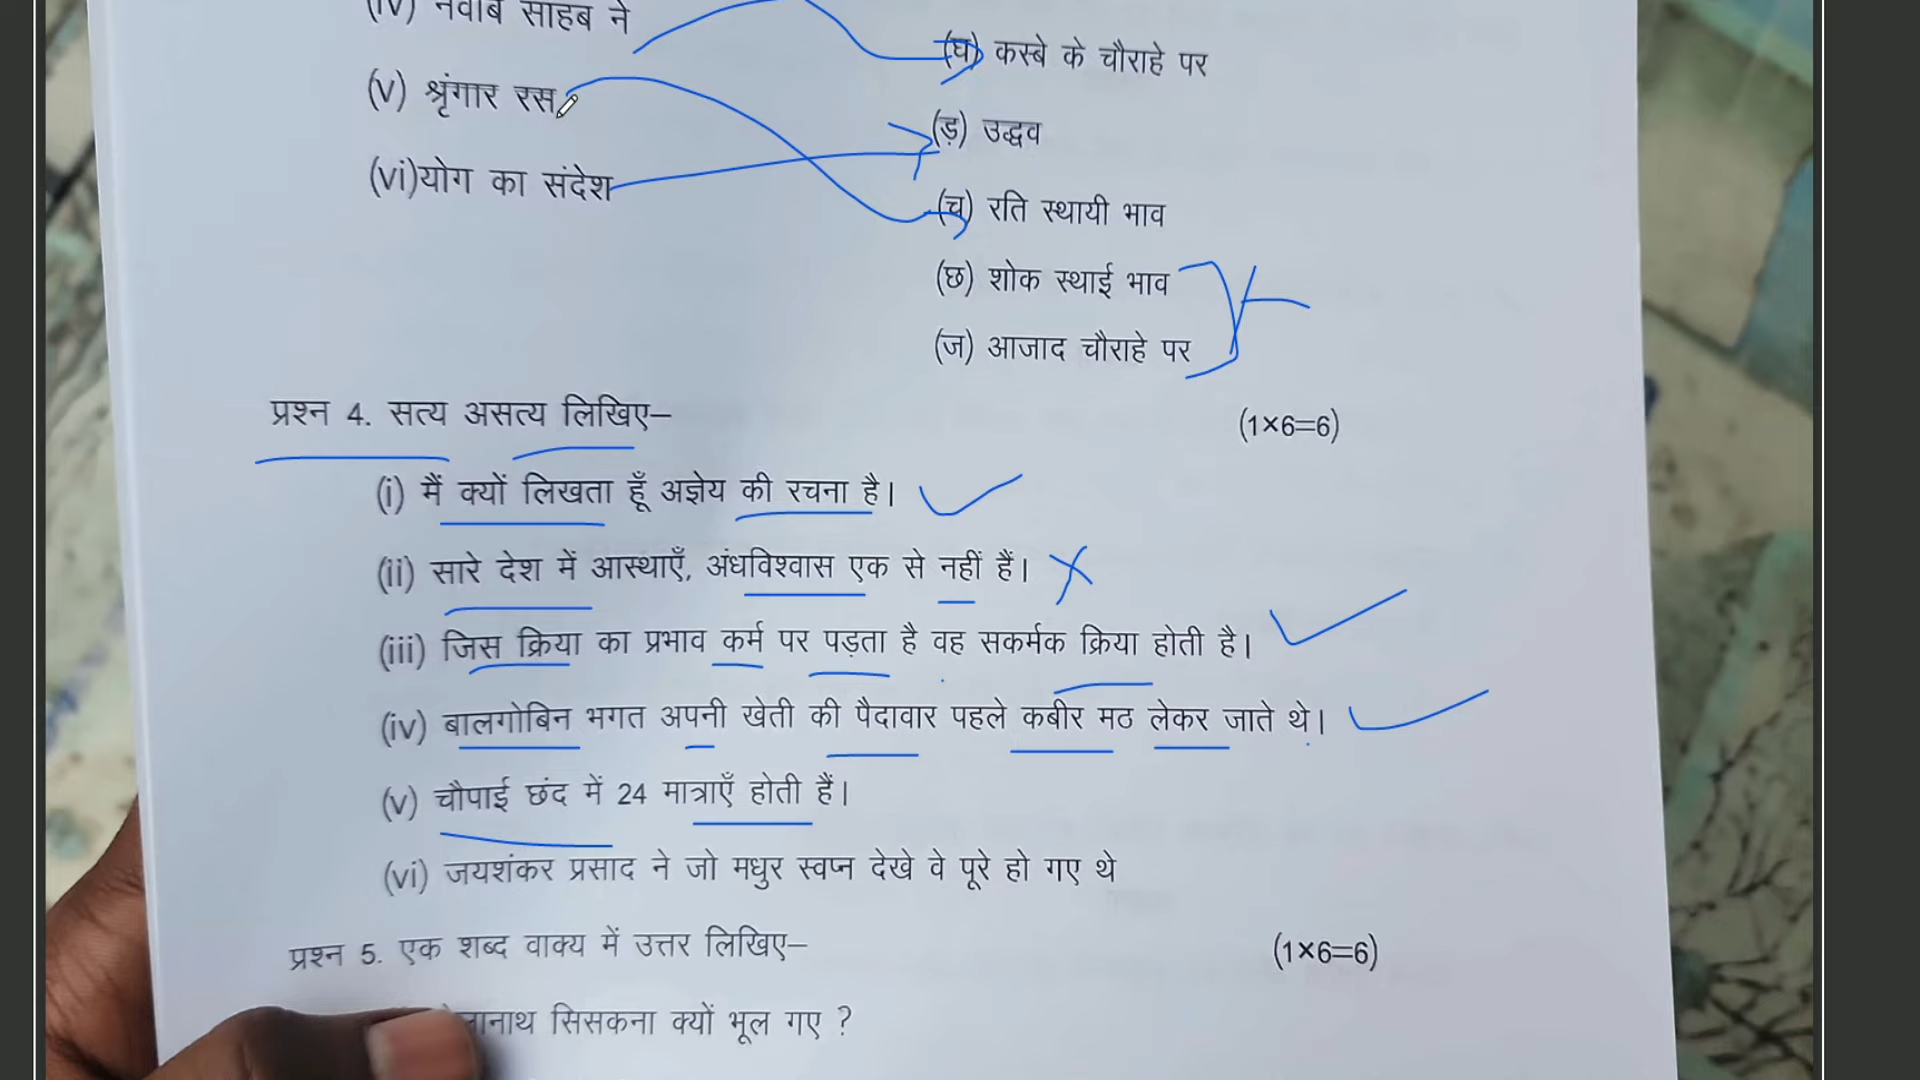 (iv) नवाब साहब ने
(घ) कस्बे के चौराहे पर
(v) श्रृंगार रस
(ड़) उद्धव
(vi)योग का संदेश
(च) रति स्थायी भाव
(छ) शोक स्थाई भाव
(ज) आजाद चौराहे पर
प्रश्न 4. सत्य असत्य लिखिए– (1×6=6)
(i) मैं क्यों लिखता हूँ अज्ञेय की रचना है।
(ii) सारे देश में आस्थाएँ, अंधविश्वास एक से नहीं हैं।
(iii) जिस क्रिया का प्रभाव कर्म पर पड़ता है वह सकर्मक क्रिया होती है।
(iv) बालगोबिन भगत अपनी खेती की पैदावार पहले कबीर मठ लेकर जाते थे।
(v) चौपाई छंद में 24 मात्राएँ होती हैं।
(vi) जयशंकर प्रसाद ने जो मधुर स्वप्न देखे वे पूरे हो गए थे
प्रश्न 5. एक शब्द वाक्य में उत्तर लिखिए– (1×6=6)
सिसकना क्यों भूल गए ?